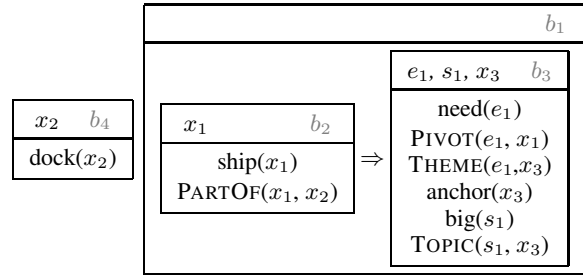 b₁
x₂ b₄
dock(x₂)
x₁ b₂
ship(x₁)
PARTOF(x₁, x₂)
⇒
e₁, s₁, x₃ b₃
need(e₁)
PIVOT(e₁, x₁)
THEME(e₁,x₃)
anchor(x₃)
big(s₁)
TOPIC(s₁, x₃)